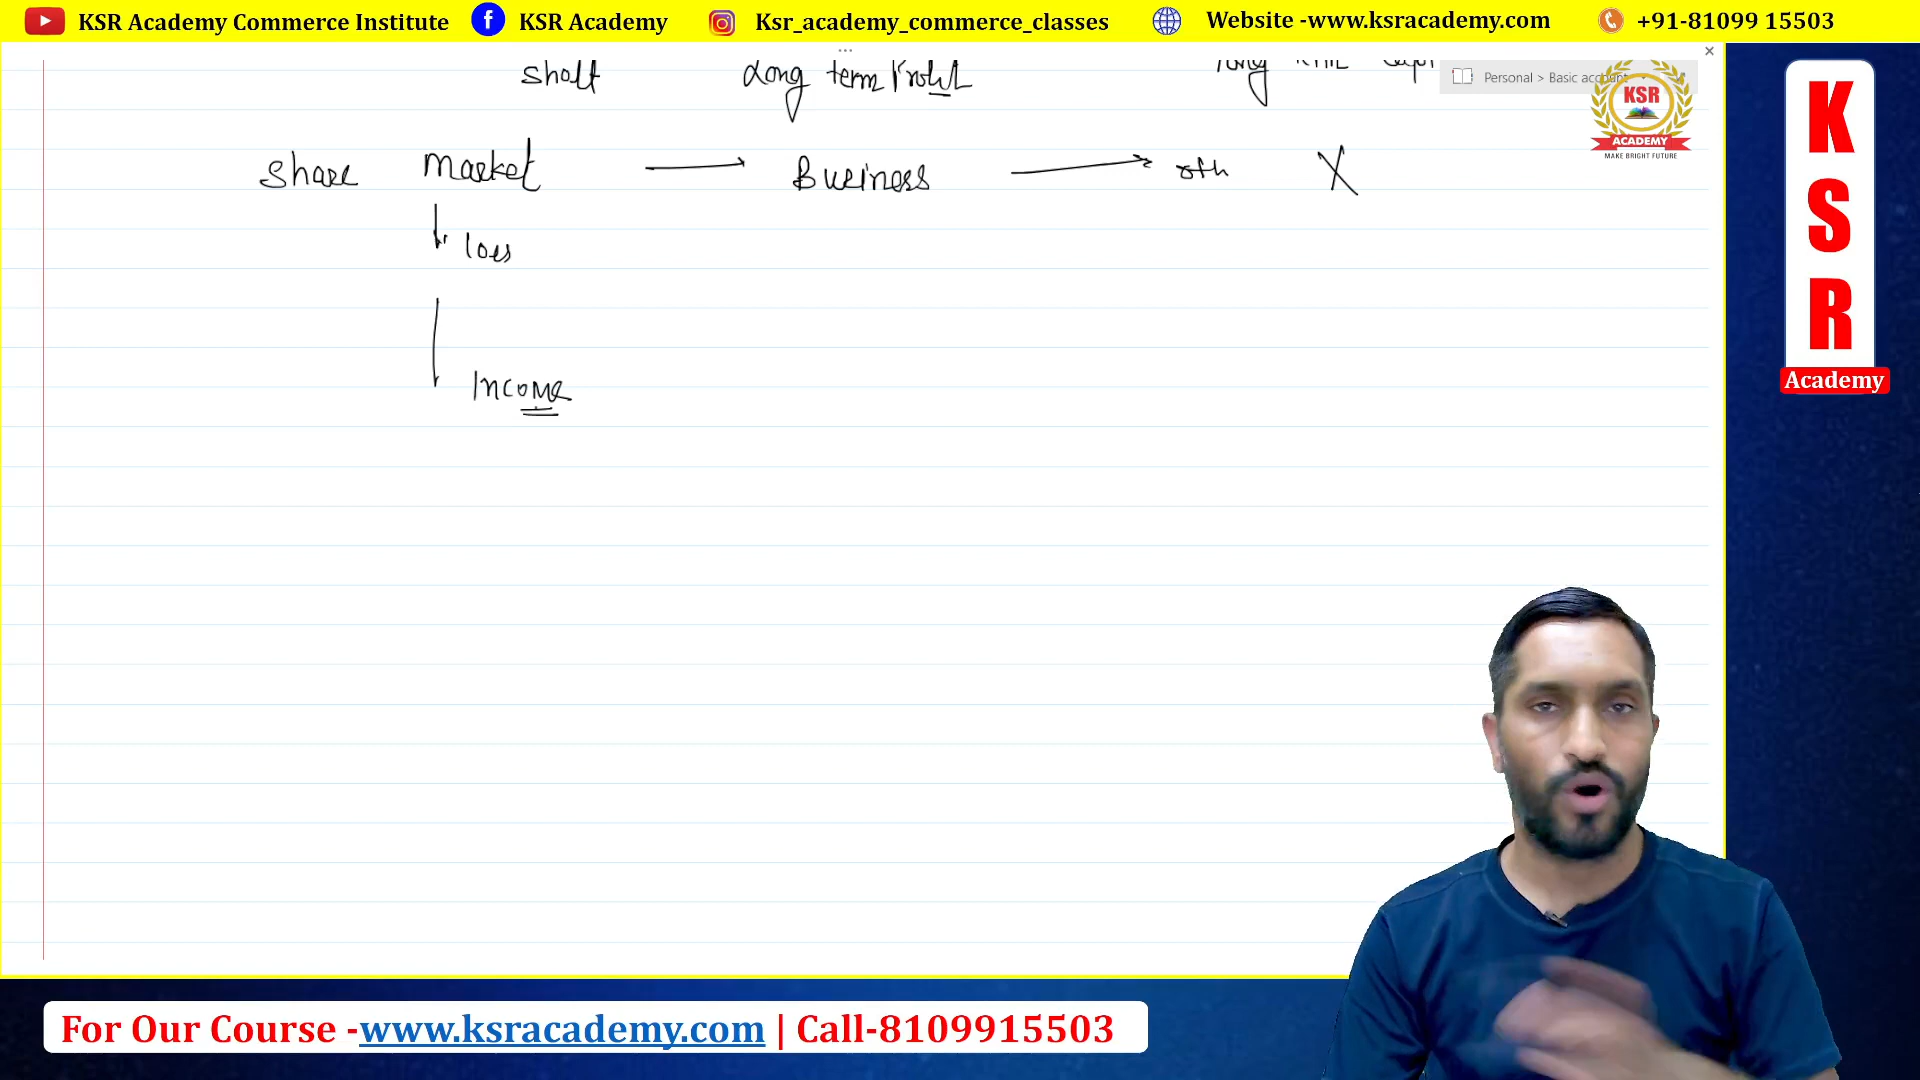 KSR Academy Commerce Institute KSR Academy Ksr_academy_commerce_classes Website -www.ksracademy.com +91-81099 15503
Long term Profit
Personal > Basic account
KSR
ACADEMY
MAKE BRIGHT FUTURE
Share Market Business X
loss
Income
K
S
R
Academy
For Our Course -www.ksracademy.com | Call-8109915503